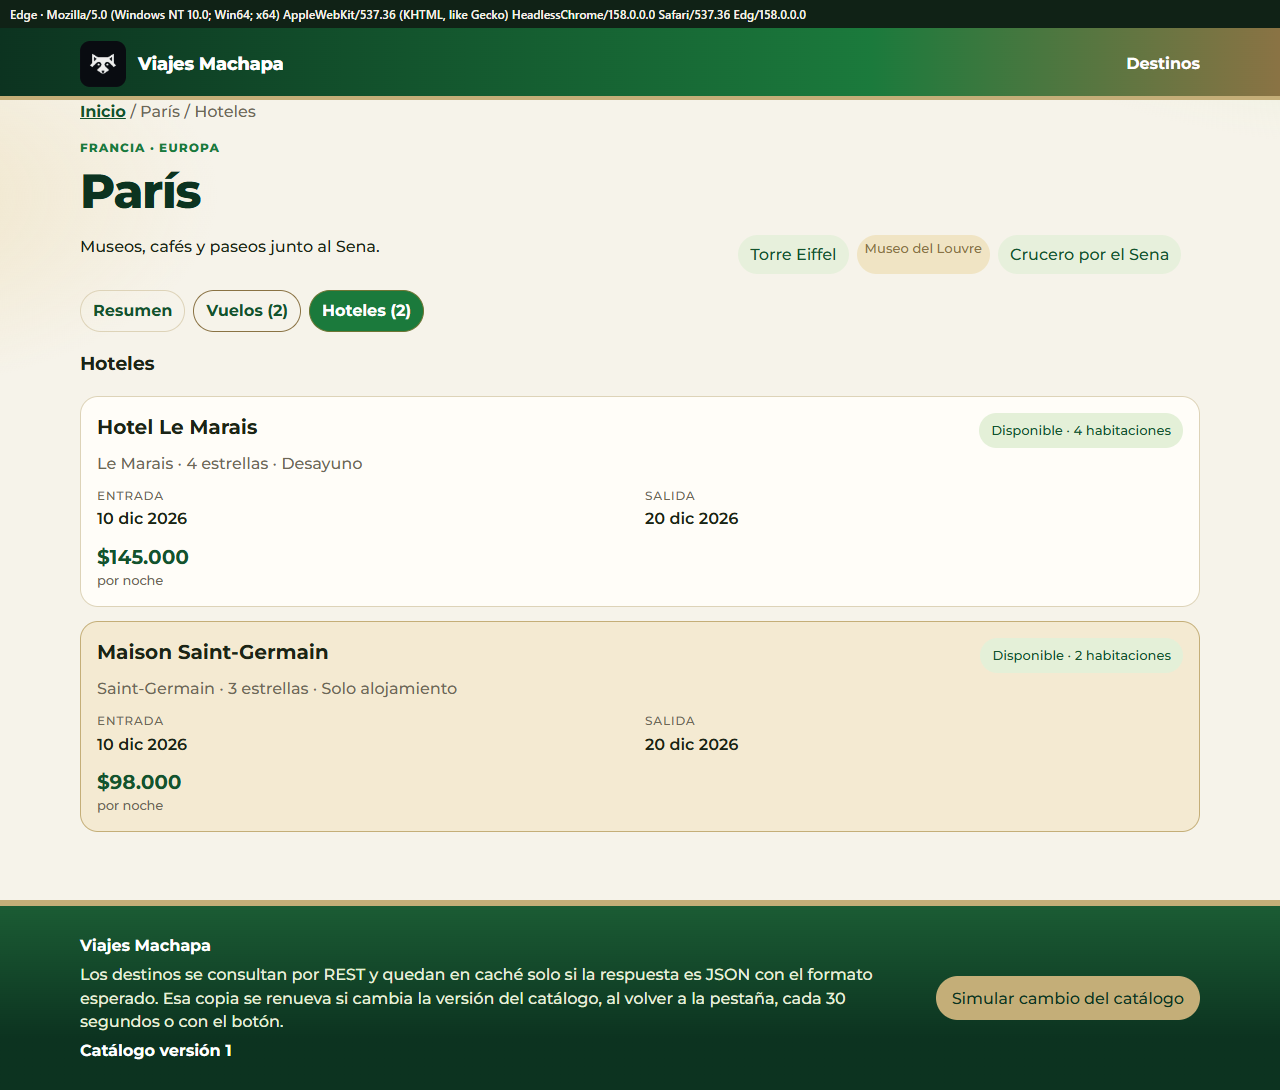 Edge · Mozilla/5.0 (Windows NT 10.0; Win64; x64) AppleWebKit/537.36 (KHTML, like Gecko) HeadlessChrome/158.0.0.0 Safari/537.36 Edg/158.0.0.0
Viajes Machapa
Destinos
Inicio / París / Hoteles
FRANCIA · EUROPA
París
Museos, cafés y paseos junto al Sena.
Torre Eiffel
Museo del Louvre
Crucero por el Sena
Resumen
Vuelos (2)
Hoteles (2)
Hoteles
Hotel Le Marais
Disponible · 4 habitaciones
Le Marais · 4 estrellas · Desayuno
ENTRADA
SALIDA
10 dic 2026
20 dic 2026
$145.000
por noche
Maison Saint-Germain
Disponible · 2 habitaciones
Saint-Germain · 3 estrellas · Solo alojamiento
ENTRADA
SALIDA
10 dic 2026
20 dic 2026
$98.000
por noche
Viajes Machapa
Los destinos se consultan por REST y quedan en caché solo si la respuesta es JSON con el formato
esperado. Esa copia se renueva si cambia la versión del catálogo, al volver a la pestaña, cada 30
segundos o con el botón.
Catálogo versión 1
Simular cambio del catálogo